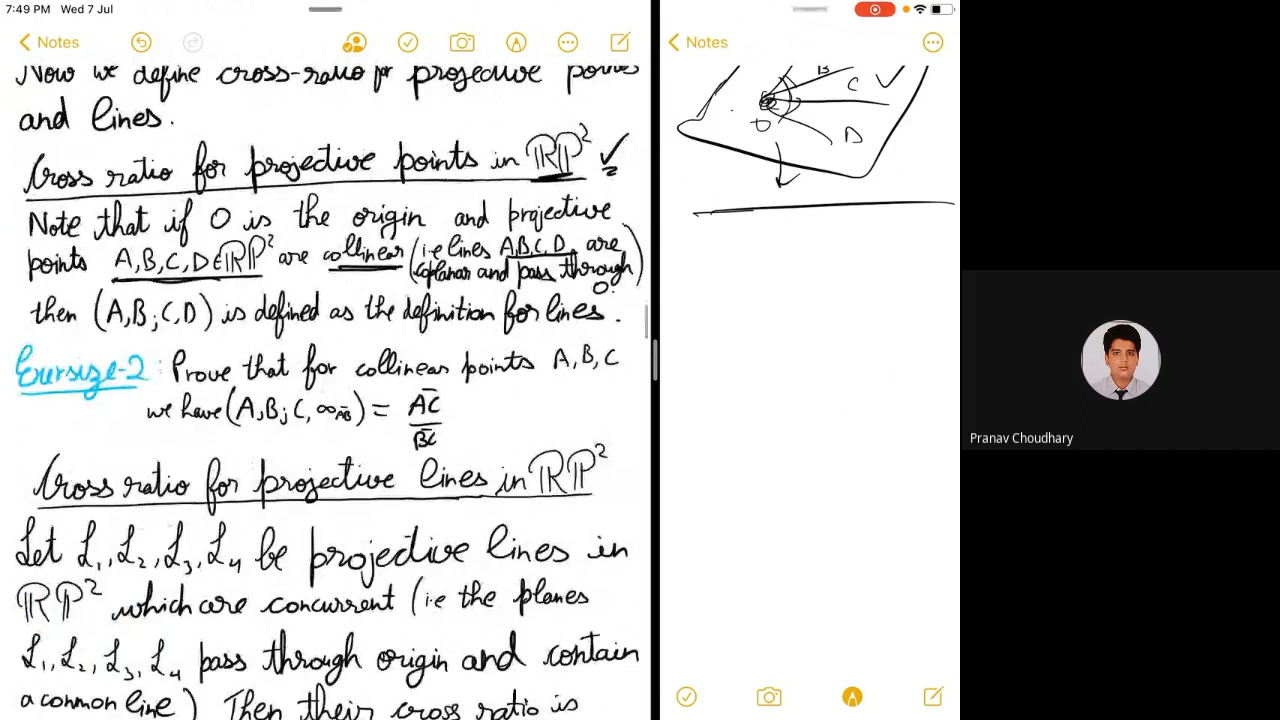 7:49 PM Wed 7 Jul
Notes
Now we define cross-ratio for projective points
and lines.
Cross ratio for projective points in ℝℙ² ✓
Note that if O is the origin and projective
points A,B,C,D∈ℝℙ² are collinear (i.e lines A,B,C,D are
coplanar and pass through
O.)
then (A,B;C,D) is defined as the definition for lines.
Exersize-2 : Prove that for collinear points A,B,C
we have (A,B;C,∞_AB) = AC̄
BC̄
Cross ratio for projective lines in ℝℙ²
Let L₁,L₂,L₃,L₄ be projective lines in
ℝℙ² which are concurrent (i.e the planes
L₁,L₂,L₃,L₄ pass through origin and contain
a common line) Then their cross ratio is
Notes
B
C
O
D
Pranav Choudhary